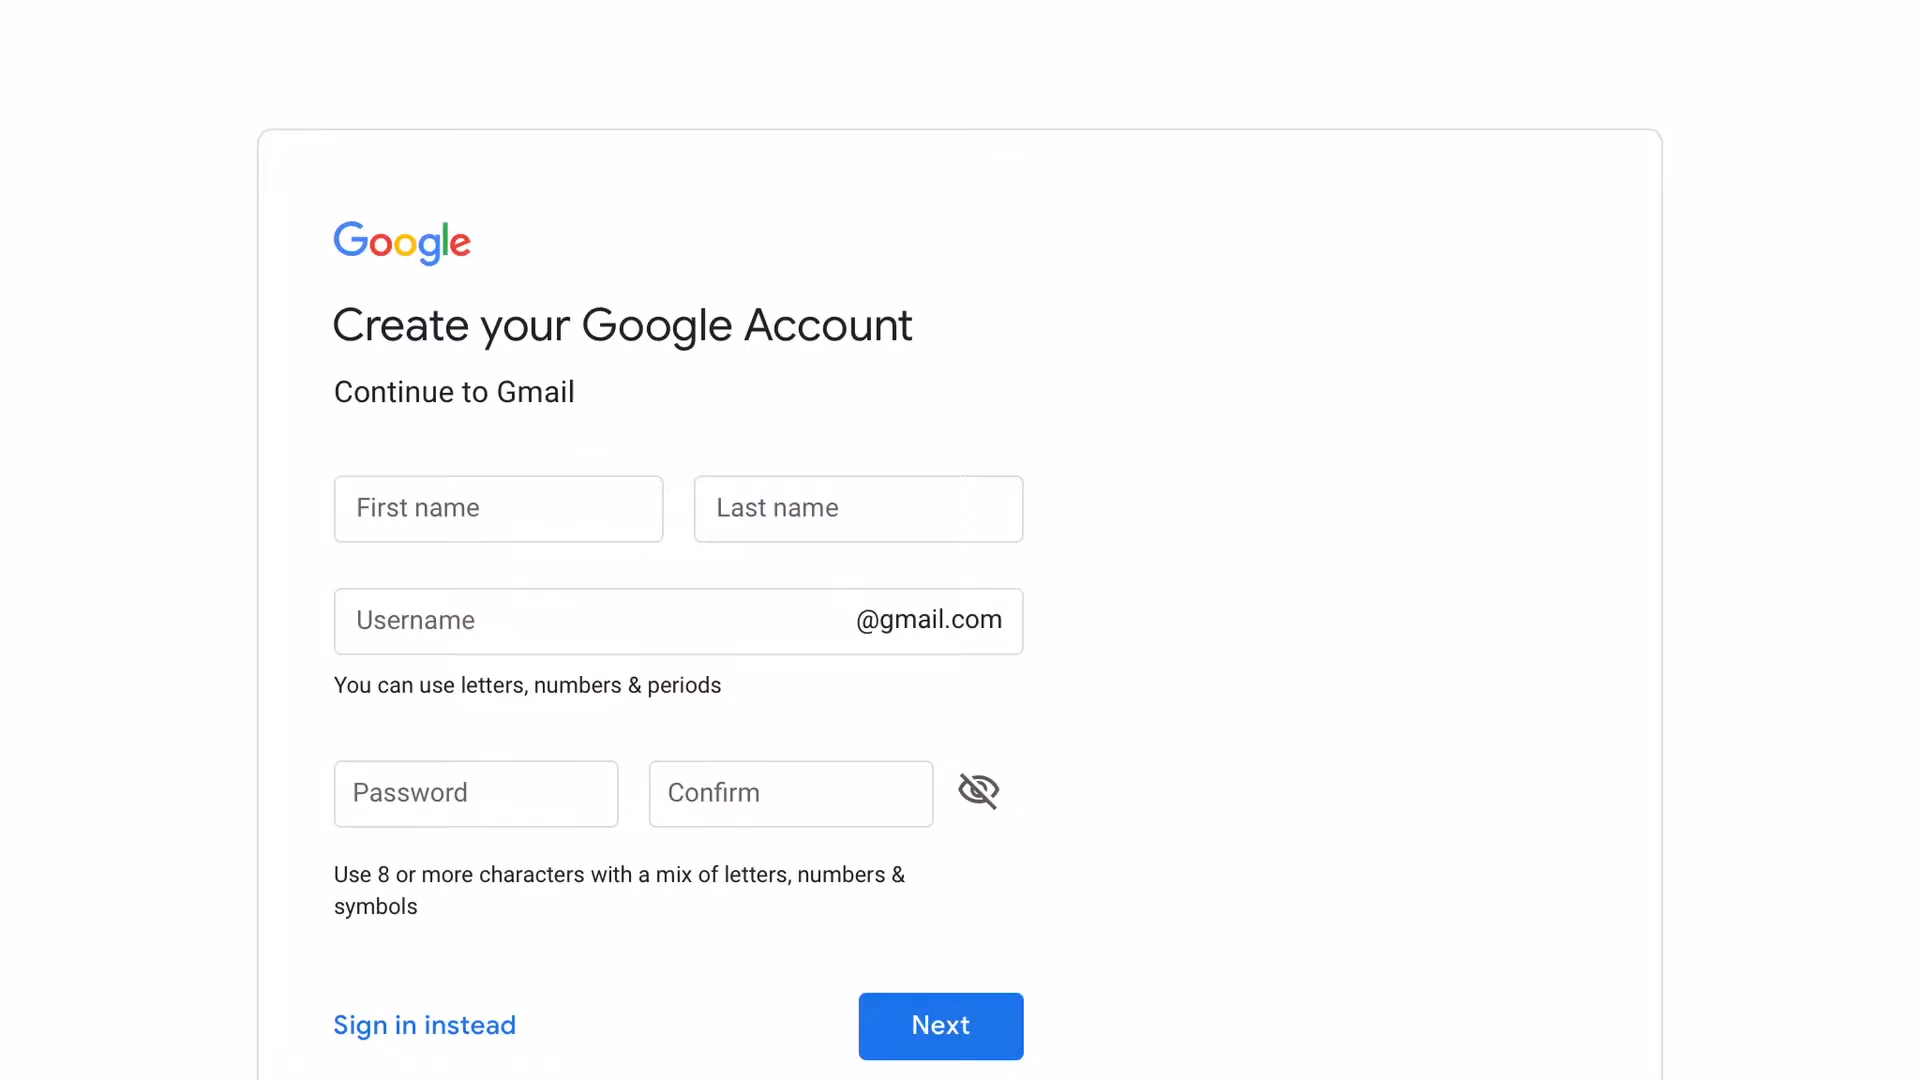 Google
Create your Google Account
Continue to Gmail
First name
Last name
Username
@gmail.com
You can use letters, numbers & periods
Password
Confirm
Use 8 or more characters with a mix of letters, numbers &
symbols
Sign in instead
Next